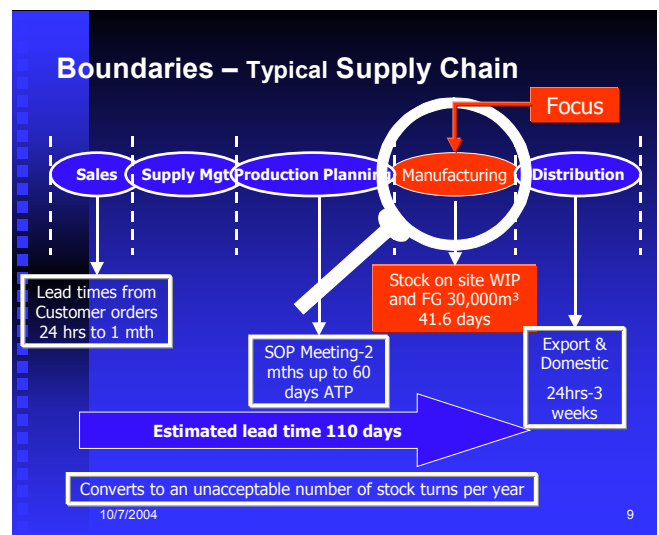 Boundaries – Typical Supply Chain
Focus
Sales
Supply Mgt
Production Planning
Manufacturing
Distribution
Lead times from
Customer orders
24 hrs to 1 mth
SOP Meeting-2
mths up to 60
days ATP
Stock on site WIP
and FG 30,000m³
41.6 days
Export &
Domestic
24hrs-3
weeks
Estimated lead time 110 days
Converts to an unacceptable number of stock turns per year
10/7/2004
9